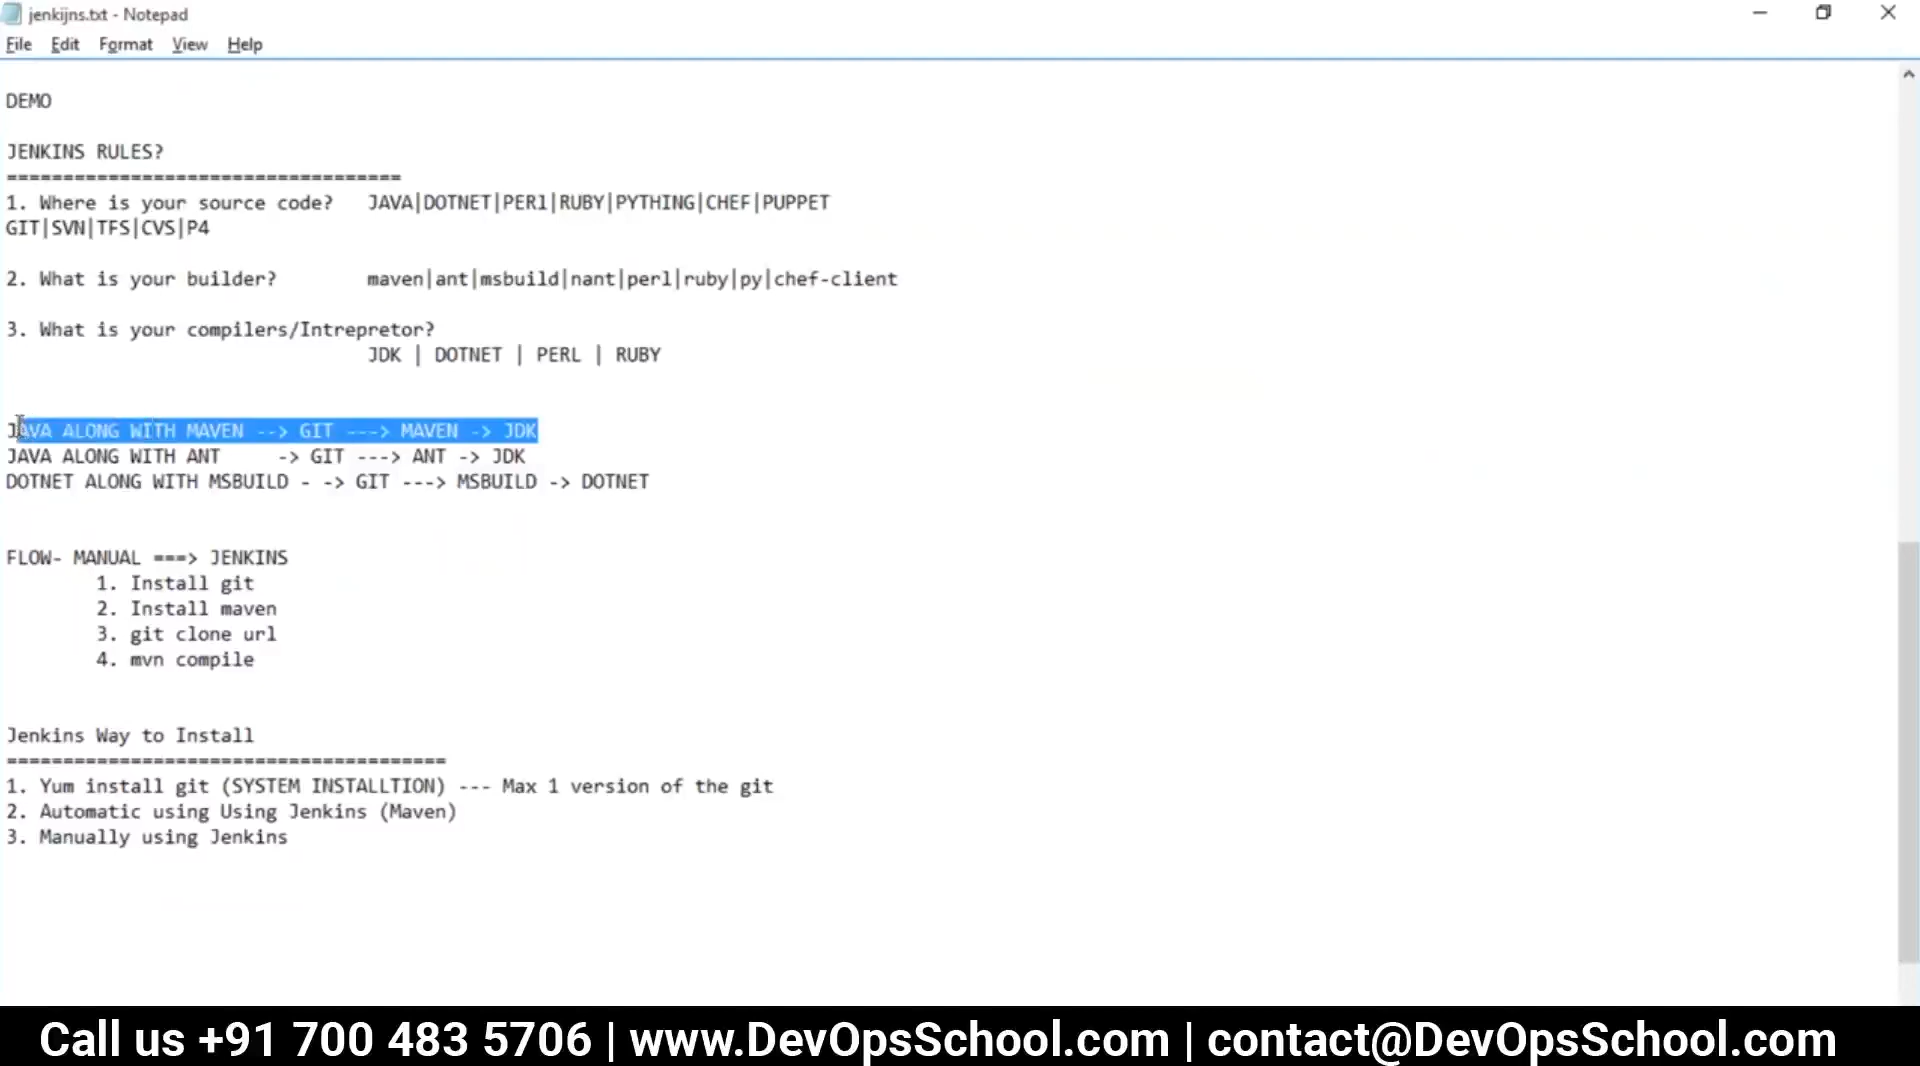 jenkijns.txt - Notepad
File Edit Format View Help
DEMO
JENKINS RULES?
===================================
1. Where is your source code? JAVA|DOTNET|PERl|RUBY|PYTHING|CHEF|PUPPET
GIT|SVN|TFS|CVS|P4
2. What is your builder? maven|ant|msbuild|nant|perl|ruby|py|chef-client
3. What is your compilers/Intrepretor?
JDK | DOTNET | PERL | RUBY
JAVA ALONG WITH MAVEN --> GIT ---> MAVEN -> JDK
JAVA ALONG WITH ANT -> GIT ---> ANT -> JDK
DOTNET ALONG WITH MSBUILD - -> GIT ---> MSBUILD -> DOTNET
FLOW- MANUAL ===> JENKINS
1. Install git
2. Install maven
3. git clone url
4. mvn compile
Jenkins Way to Install
=======================================
1. Yum install git (SYSTEM INSTALLTION) --- Max 1 version of the git
2. Automatic using Using Jenkins (Maven)
3. Manually using Jenkins
Call us +91 700 483 5706 | www.DevOpsSchool.com | contact@DevOpsSchool.com